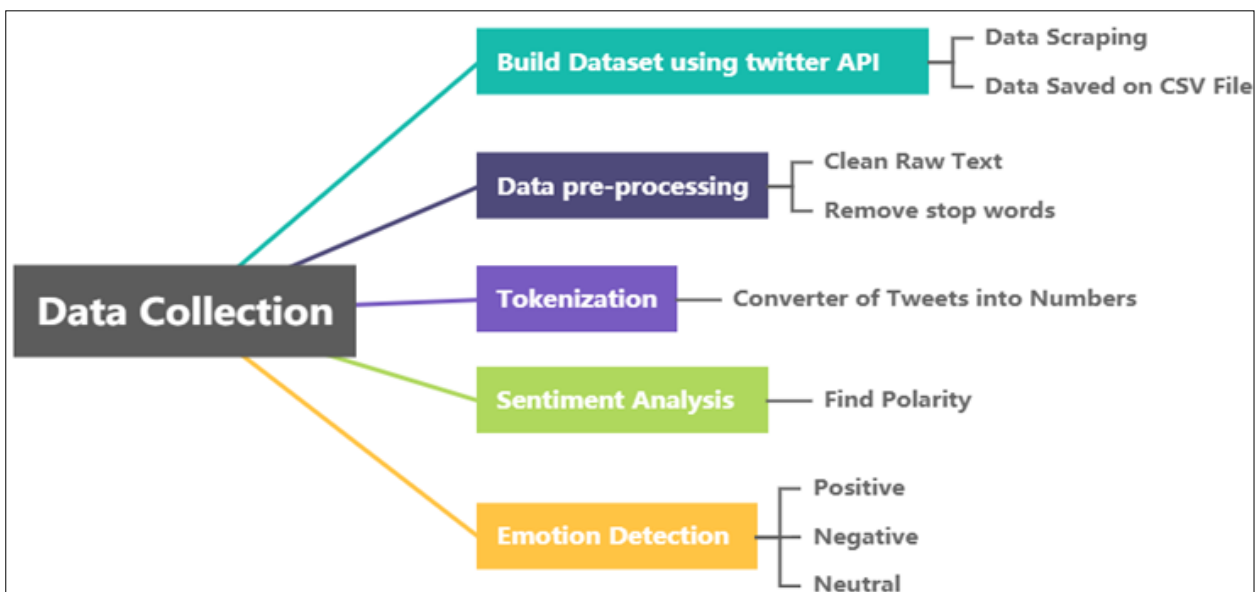 Data Collection
Build Dataset using twitter API
Data Scraping
Data Saved on CSV File
Data pre-processing
Clean Raw Text
Remove stop words
Tokenization
Converter of Tweets into Numbers
Sentiment Analysis
Find Polarity
Emotion Detection
Positive
Negative
Neutral